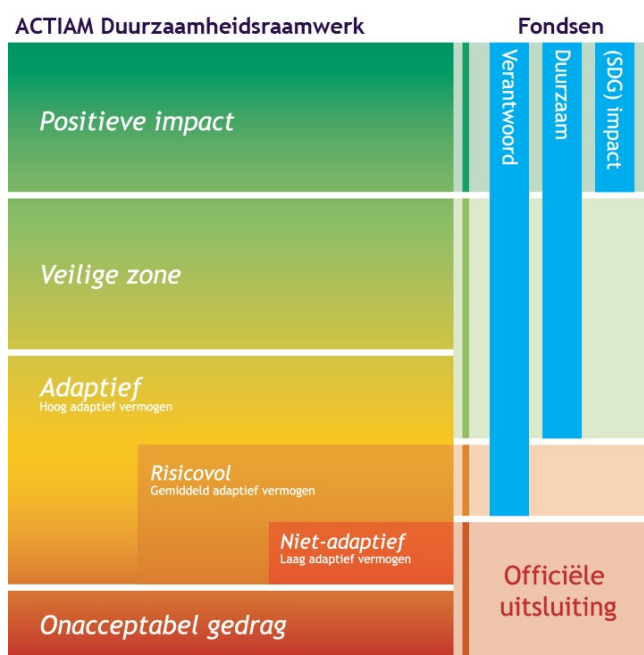 ACTIAM Duurzaamheidsraamwerk
Fondsen
Positieve impact
Verantwoord
Duurzaam
(SDG) impact
Veilige zone
Adaptief
Hoog adaptief vermogen
Risicovol
Gemiddeld adaptief vermogen
Niet-adaptief
Laag adaptief vermogen
Officiële
uitsluiting
Onacceptabel gedrag